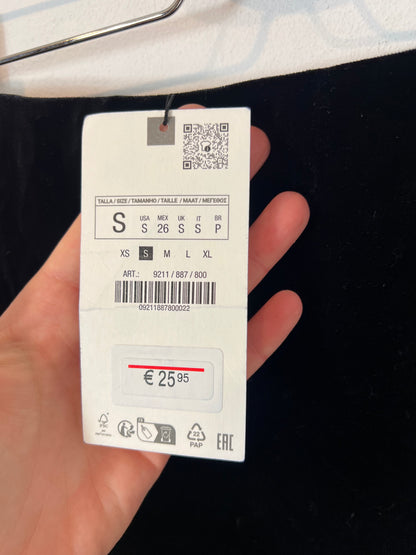 TALLA / SIZE / TAMANHO / TAILLE / MAAT / ΜΕΓΕΘΟΣ
S USA S MEX 26 UK S IT S BR P
XS S M L XL
ART.: 9211 / 887 / 800
09211887800022
€ 25 95
FSC
22
PAP
EAC